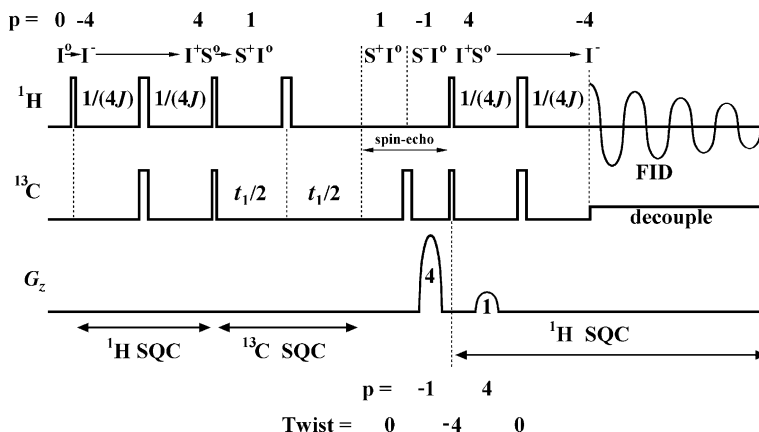 p = 0 -4 4 1 1 -1 4 -4
I⁰ → I⁻ → I⁺S⁰ → S⁺I⁰ S⁺I⁰ S⁻I⁰ I⁺S⁰ → I⁻
¹H 1/(4J) 1/(4J) 1/(4J) 1/(4J)
spin-echo
FID
¹³C t₁/2 t₁/2
decouple
G_z 4 1
¹H SQC ¹³C SQC ¹H SQC
p = -1 4
Twist = 0 -4 0